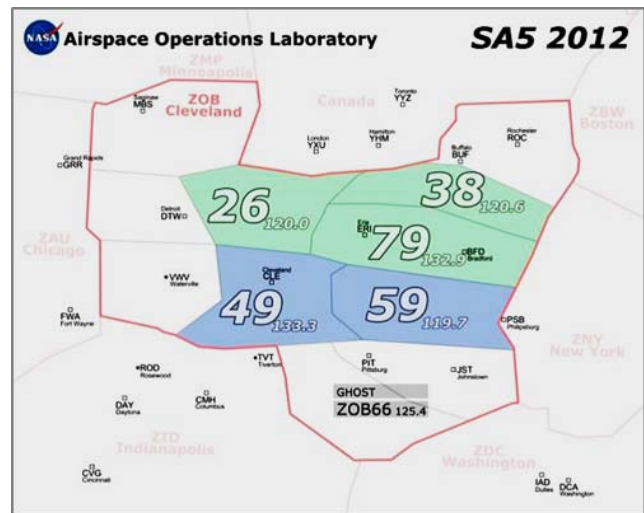 NASA
Airspace Operations Laboratory
SA5 2012
ZMP
Minneapolis
Toronto
YYZ
Saginaw
MBS
ZOB
Cleveland
Canada
ZBW
Boston
London
YXU
Hamilton
YHM
Rochester
ROC
Buffalo
BUF
Grand Rapids
GRR
26
120.0
38
120.6
Detroit
DTW
Erie
ERI
79
132.9
BFD
Bradford
ZAU
Chicago
VWV
Waterville
Cleveland
CLE
49
133.3
59
119.7
FWA
Fort Wayne
PSB
Philipsburg
ZNY
New York
TVT
Tiverton
PIT
Pittsburg
ROD
Rosewood
JST
Johnstown
GHOST
ZOB66 125.4
DAY
Daytona
CMH
Columbus
ZID
Indianapolis
ZDC
Washington
CVG
Cincinnati
IAD
Dulles
DCA
Washington